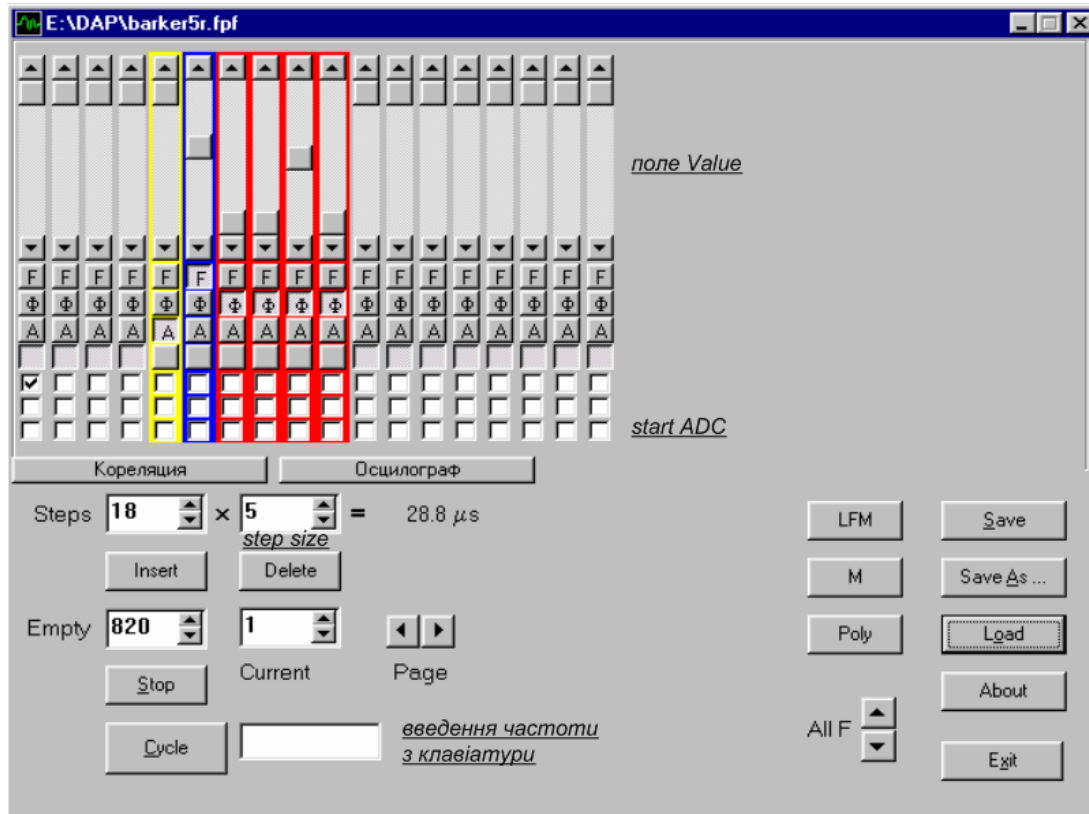 E:\DAP\barker5r.fpf
поле Value
F F F F F F F F F F F F F F F F F F
Ф Ф Ф Ф Ф Ф Ф Ф Ф Ф Ф Ф Ф Ф Ф Ф Ф Ф
A A A A A A A A A A A A A A A A A A
start ADC
Кореляция Осцилограф
Steps 18 × 5 = 28.8 μs LFM Save
step size
Insert Delete M Save As ...
Empty 820 1 Poly Load
Stop Current Page About
All F
Cycle введення частоти
з клавіатури
Exit